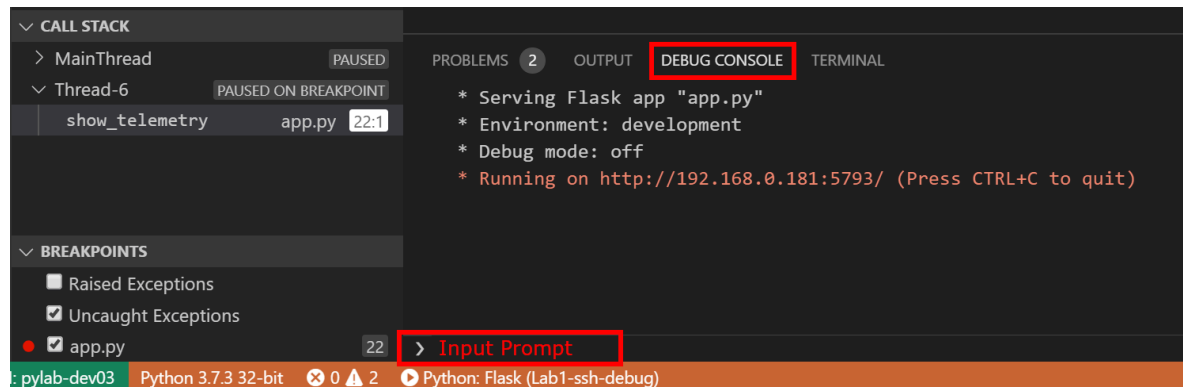 CALL STACK
MainThread PAUSED
Thread-6 PAUSED ON BREAKPOINT
show_telemetry app.py 22:1
BREAKPOINTS
Raised Exceptions
Uncaught Exceptions
app.py 22
PROBLEMS 2 OUTPUT DEBUG CONSOLE TERMINAL
* Serving Flask app "app.py"
* Environment: development
* Debug mode: off
* Running on http://192.168.0.181:5793/ (Press CTRL+C to quit)
> Input Prompt
: pylab-dev03 Python 3.7.3 32-bit 0 2 Python: Flask (Lab1-ssh-debug)